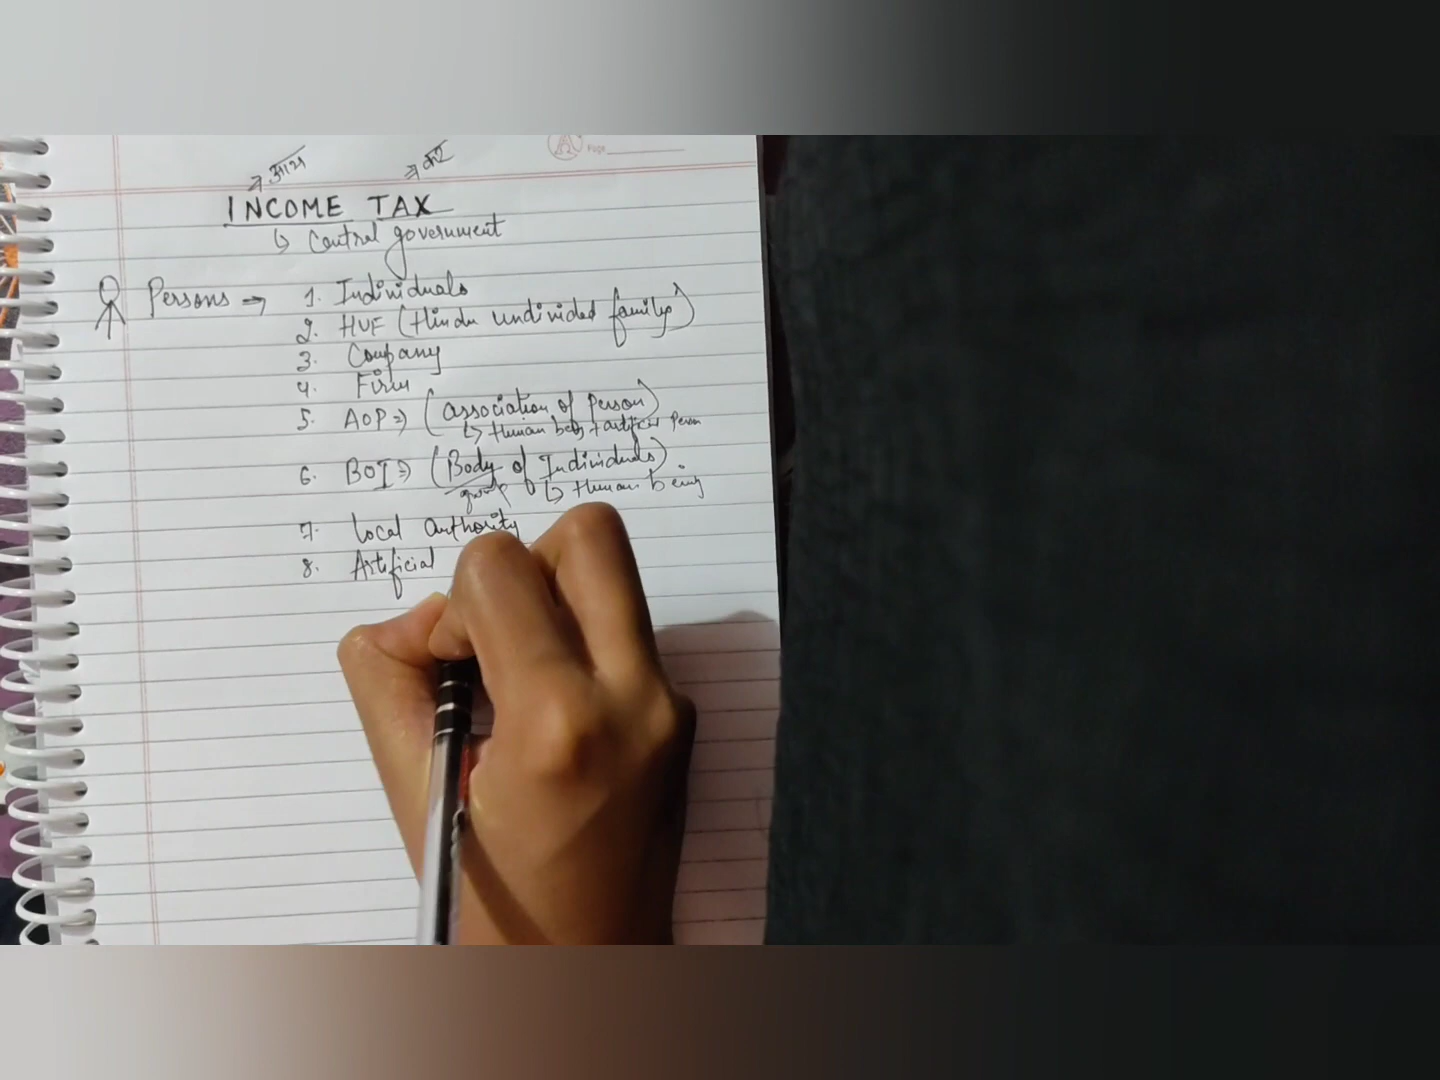 → आय → कर
Page
INCOME TAX
↳ Central government
Persons → 1. Individuals
2. HUF (Hindu undivided family)
3. Company
4. Firm
5. AOP ⇒ (association of Person)
↳ Human being + artificial Person
6. BOI ⇒ (Body of Individuals)
group ↳ Human being
7. Local authority
8. Artificial